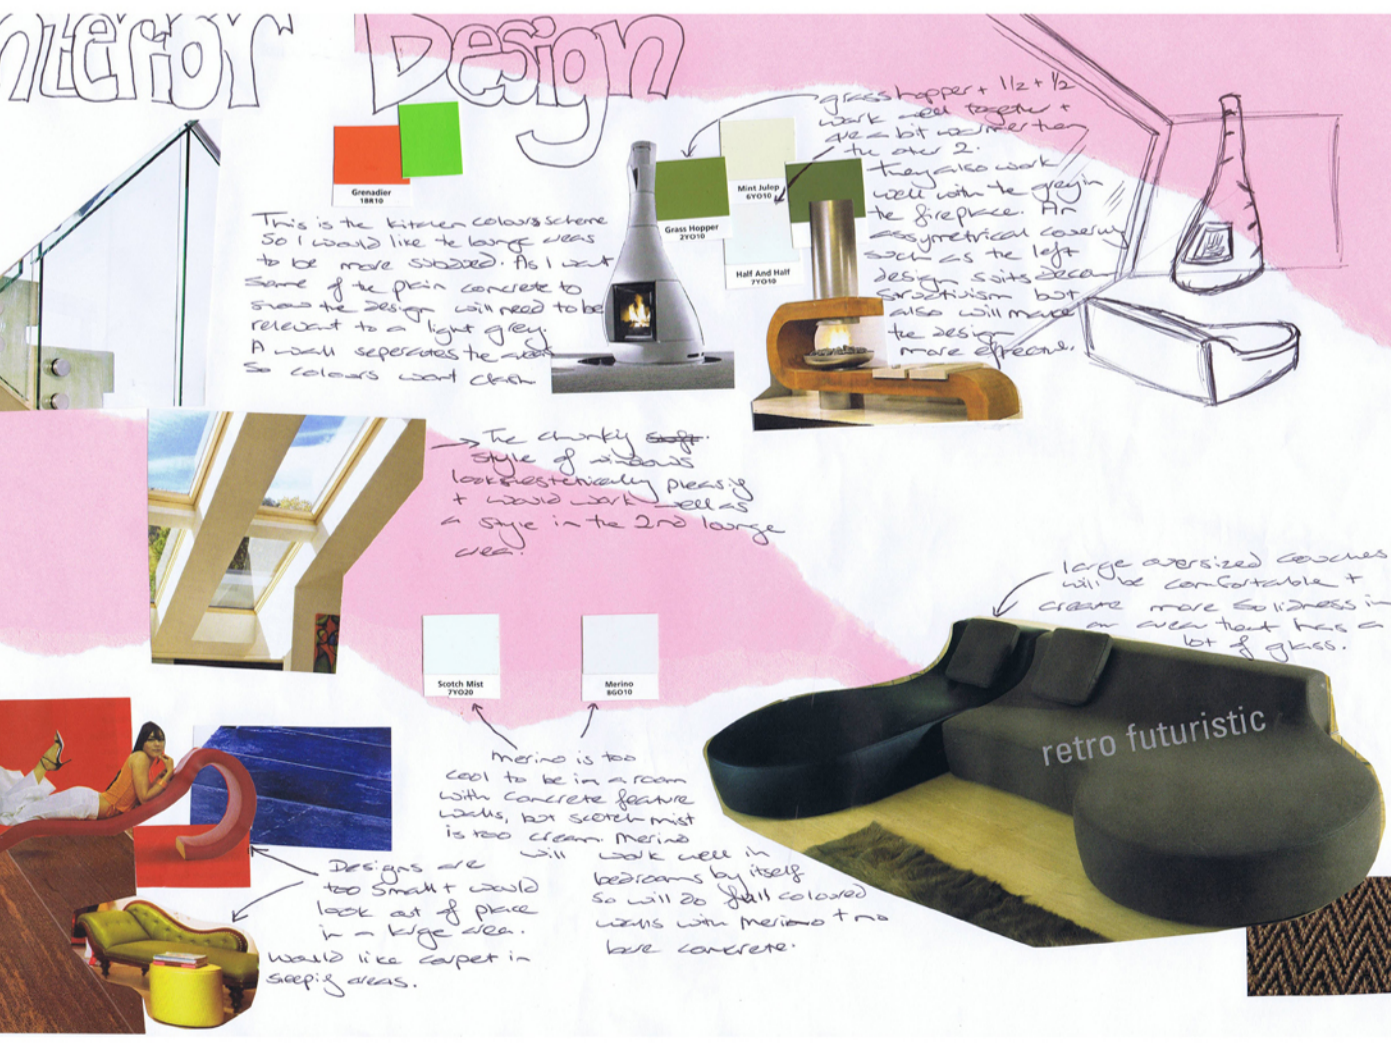 Interior Design
Grenadier
1BR10
This is the kitchen colours scheme
so I would like the lounge areas
to be more subdued. As I want
some of the plain concrete to
show the design will need to be
relevant to a light grey.
A wall seperates the areas
so colours wont clash
Grass Hopper
2YO10
Mint Julep
6YO10
Half And Half
7YO10
grass hopper + 1/2 + 1/2
work well together +
are a bit warmer then
the other 2.
They also work
well with the grey in
the fireplace. An
assymetrical covering
such as the left
design suits decon
structivism but
also will make
the design
more effective.
The chunky
style of windows
looks estetically pleasing
+ would work well as
a style in the 2nd lounge
area.
large oversized couches
will be comfortable +
create more solidness in
an area that has a
lot of glass.
retro futuristic
Scotch Mist
7YO20
Merino
8GO10
Merino is too
cool to be in a room
with concrete feature
walls, but scotch mist
is too cream. Merino
will work well in
bedrooms by itself
so will do full coloured
walls with Merino + no
bare concrete.
Designs are
too small + would
look out of place
in a large area.
Would like carpet in
sleeping areas.